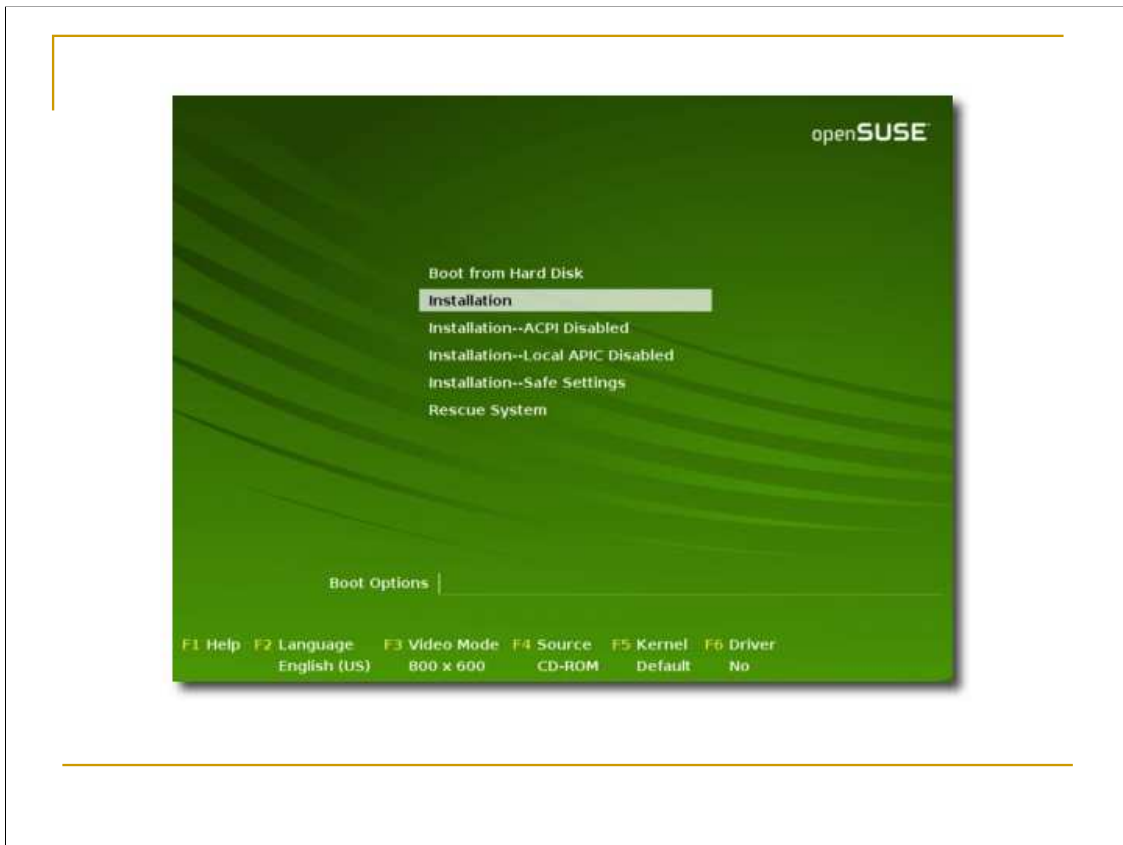 openSUSE
Boot from Hard Disk
Installation
Installation--ACPI Disabled
Installation--Local APIC Disabled
Installation--Safe Settings
Rescue System
Boot Options
F1 Help F2 Language F3 Video Mode F4 Source F5 Kernel F6 Driver
English (US) 800 x 600 CD-ROM Default No